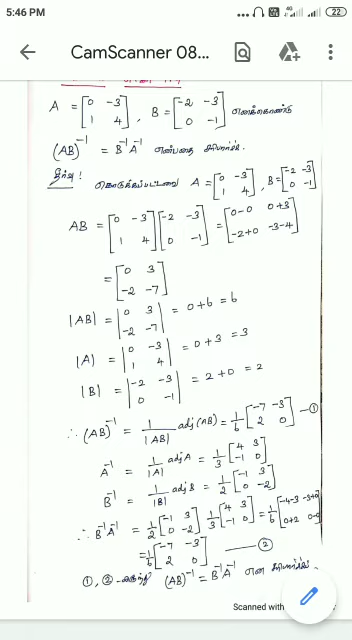 5:46 PM ... 4G 22
CamScanner 08...
A = [0 -3; 1 4], B = [-2 -3; 0 -1] எனக்கொண்டு
(AB)⁻¹ = B⁻¹A⁻¹ என்பதை சரிபார்க்க.
தீர்வு: கொடுக்கப்பட்டவை A = [0 -3; 1 4], B = [-2 -3; 0 -1]
AB = [0 -3; 1 4] [-2 -3; 0 -1] = [0-0 0+3; -2+0 -3-4]
= [0 3; -2 -7]
|AB| = |0 3; -2 -7| = 0+6 = 6
|A| = |0 -3; 1 4| = 0+3 = 3
|B| = |-2 -3; 0 -1| = 2+0 = 2
∴ (AB)⁻¹ = 1/|AB| adj(AB) = 1/6 [-7 -3; 2 0] —①
A⁻¹ = 1/|A| adj A = 1/3 [4 3; -1 0]
B⁻¹ = 1/|B| adj B = 1/2 [-1 3; 0 -2]
∴ B⁻¹A⁻¹ = 1/2 [-1 3; 0 -2] 1/3 [4 3; -1 0] = 1/6 [-4-3 -3+0; 0+2 0-0]
= 1/6 [-7 -3; 2 0] —②
①, ② (AB)⁻¹ = B⁻¹A⁻¹ என
Scanned with